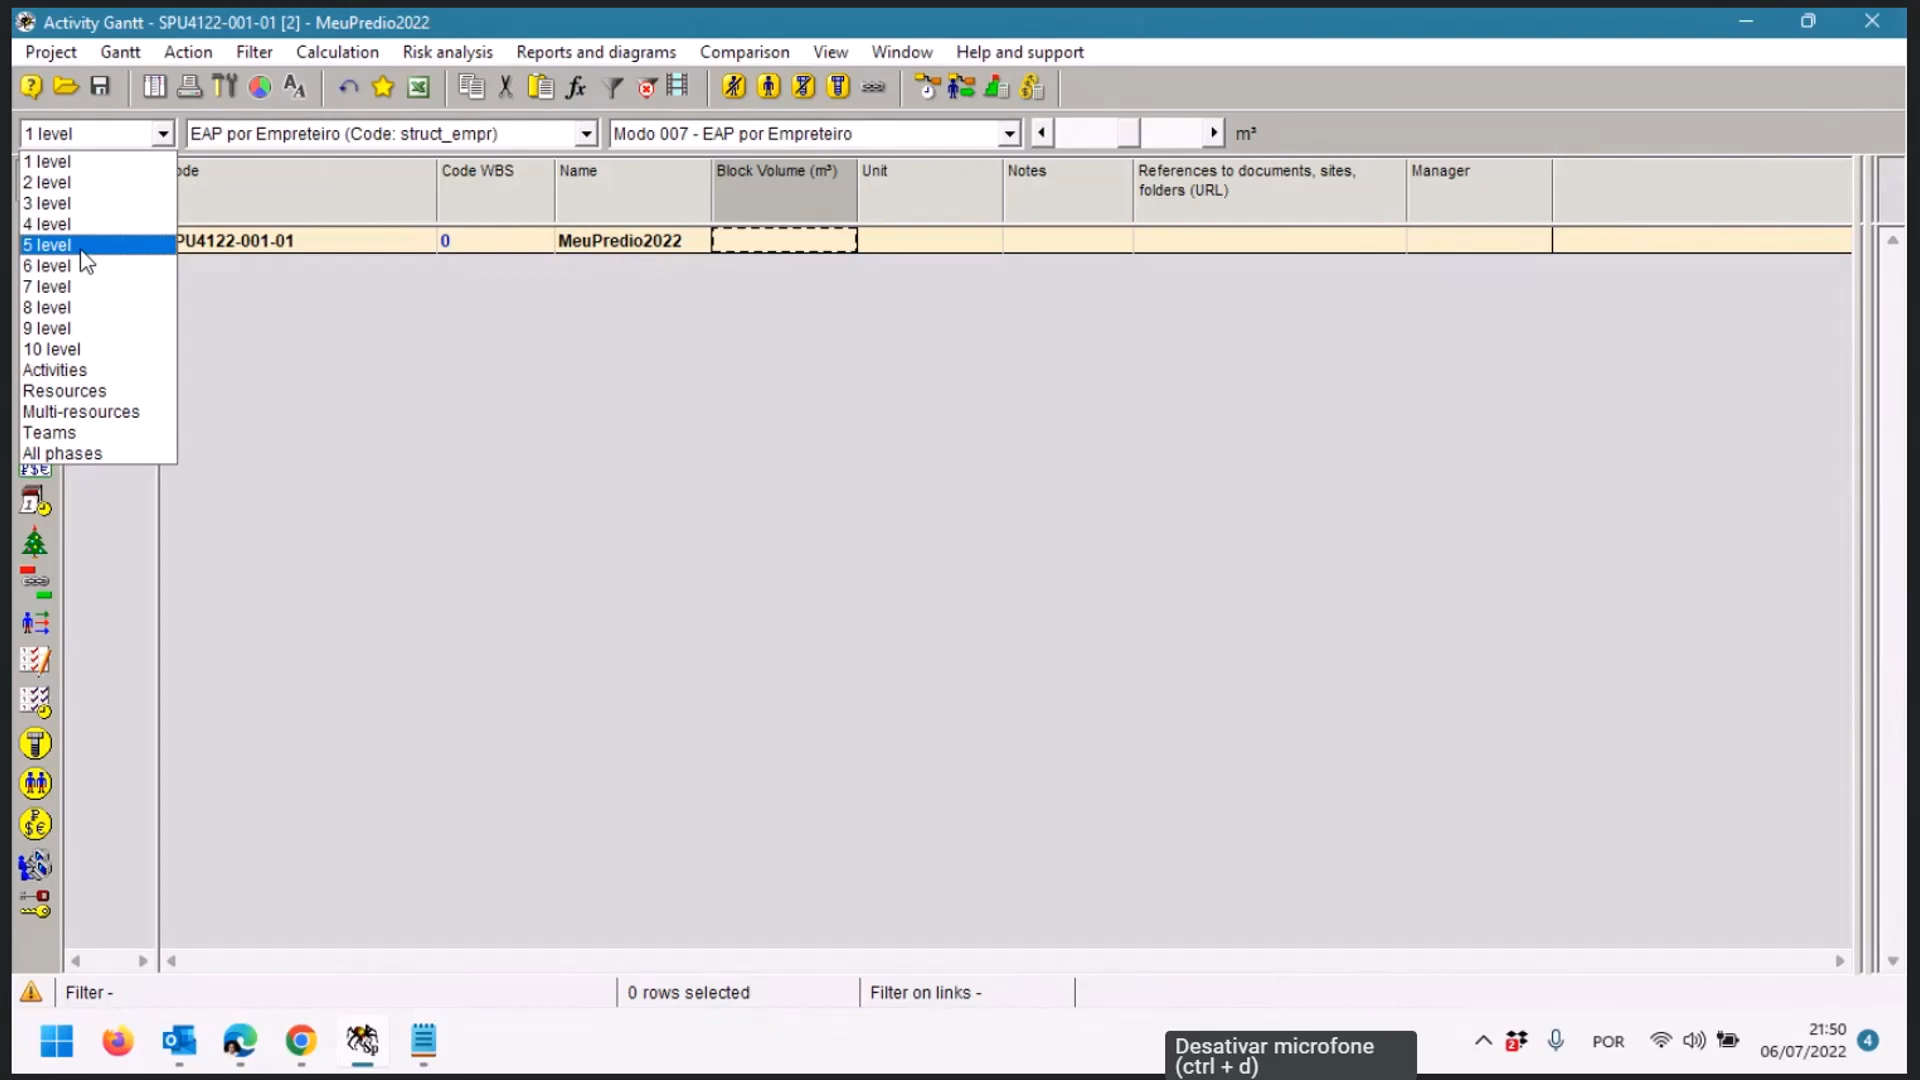 Activity Gantt - SPU4122-001-01 [2] - MeuPredio2022
Project Gantt Action Filter Calculation Risk analysis Reports and diagrams Comparison View Window Help and support
1 level EAP por Empreteiro (Code: struct_empr) Modo 007 - EAP por Empreteiro m³
1 level
2 level
3 level
4 level
5 level
6 level
7 level
8 level
9 level
10 level
Activities
Resources
Multi-resources
Teams
All phases
ode Code WBS Name Block Volume (m³) Unit Notes References to documents, sites, Manager
folders (URL)
PU4122-001-01 0 MeuPredio2022
Filter - 0 rows selected Filter on links -
Desativar microfone
(ctrl + d)
2
POR
21:50
06/07/2022
4